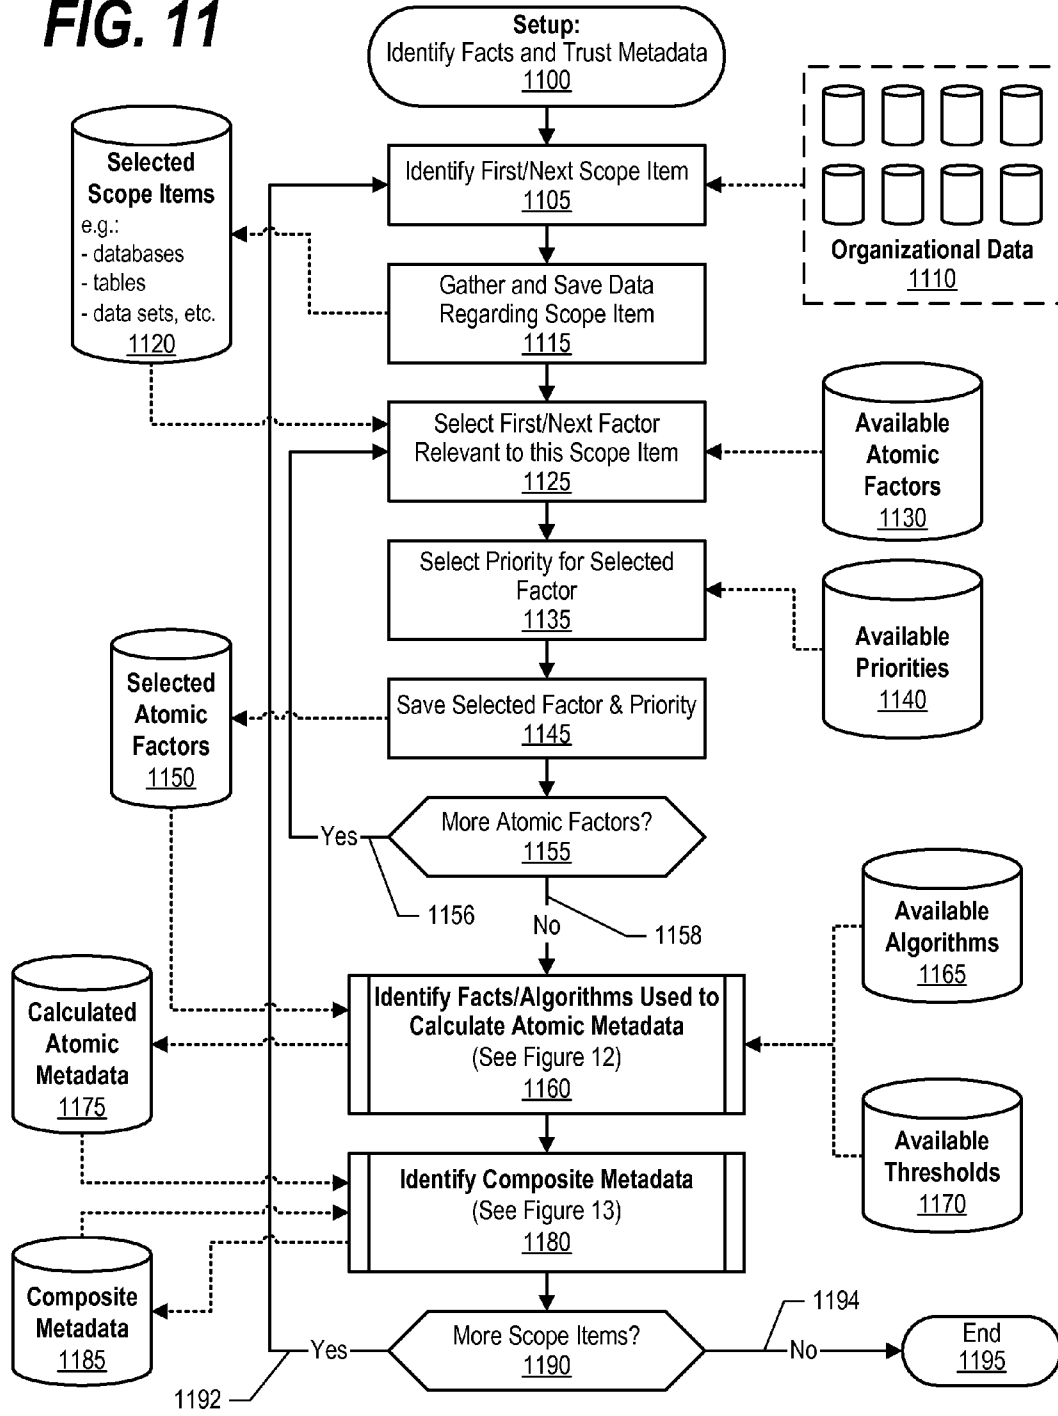 FIG. 11
Setup:
Identify Facts and Trust Metadata
1100
Identify First/Next Scope Item
1105
Organizational Data
1110
Selected
Scope Items
e.g.:
- databases
- tables
- data sets, etc.
1120
Gather and Save Data
Regarding Scope Item
1115
Select First/Next Factor
Relevant to this Scope Item
1125
Available
Atomic
Factors
1130
Select Priority for Selected
Factor
1135
Available
Priorities
1140
Selected
Atomic
Factors
1150
Save Selected Factor & Priority
1145
More Atomic Factors?
1155
Yes
1156
No
1158
Available
Algorithms
1165
Identify Facts/Algorithms Used to
Calculate Atomic Metadata
(See Figure 12)
1160
Calculated
Atomic
Metadata
1175
Available
Thresholds
1170
Identify Composite Metadata
(See Figure 13)
1180
Composite
Metadata
1185
More Scope Items?
1190
Yes
1192
No
1194
End
1195